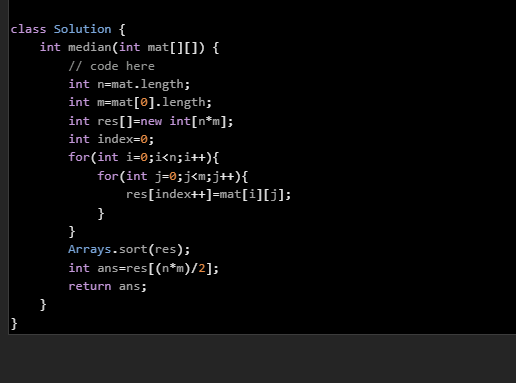 class Solution {
    int median(int mat[][]) {
        // code here
        int n=mat.length;
        int m=mat[0].length;
        int res[]=new int[n*m];
        int index=0;
        for(int i=0;i<n;i++){
            for(int j=0;j<m;j++){
                res[index++]=mat[i][j];
            }
        }
        Arrays.sort(res);
        int ans=res[(n*m)/2];
        return ans;
    }
}